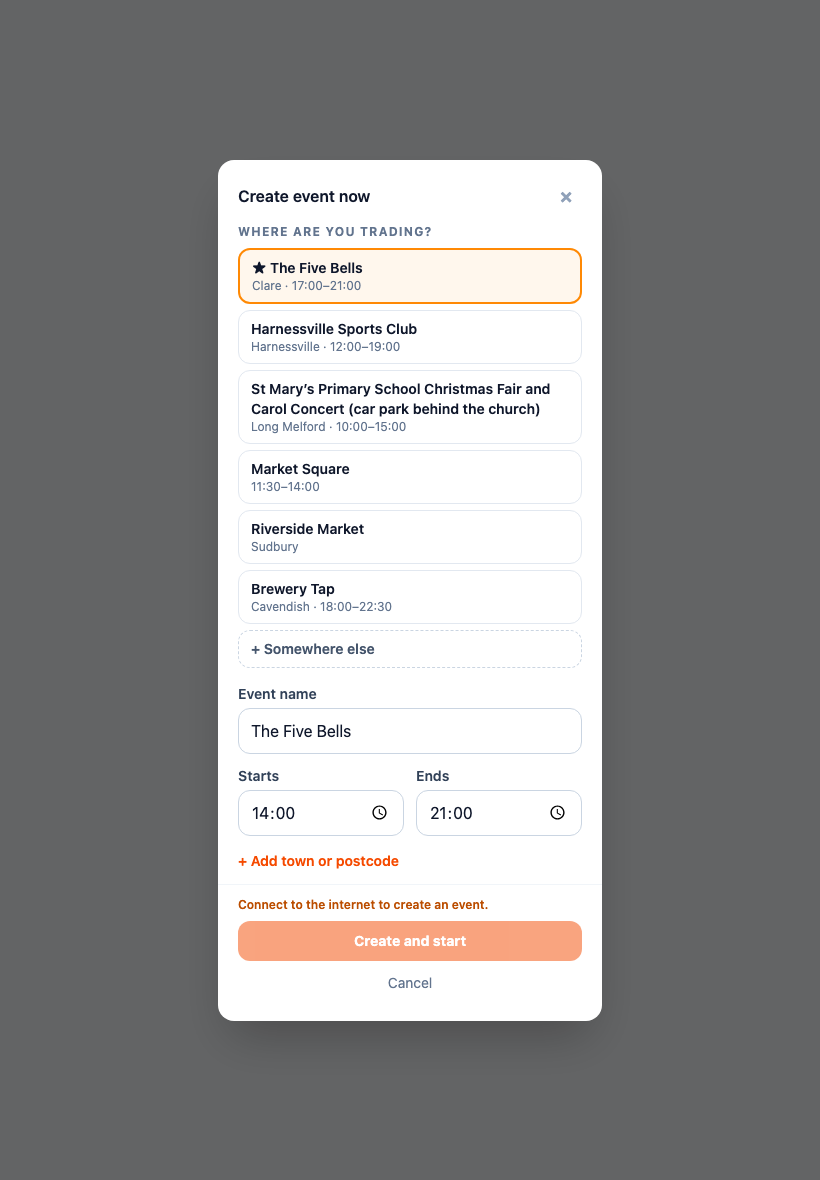 Create event now
WHERE ARE YOU TRADING?
★ The Five Bells
Clare · 17:00–21:00
Harnessville Sports Club
Harnessville · 12:00–19:00
St Mary’s Primary School Christmas Fair and
Carol Concert (car park behind the church)
Long Melford · 10:00–15:00
Market Square
11:30–14:00
Riverside Market
Sudbury
Brewery Tap
Cavendish · 18:00–22:30
+ Somewhere else
Event name
The Five Bells
Starts Ends
14:00 21:00
+ Add town or postcode
Connect to the internet to create an event.
Create and start
Cancel